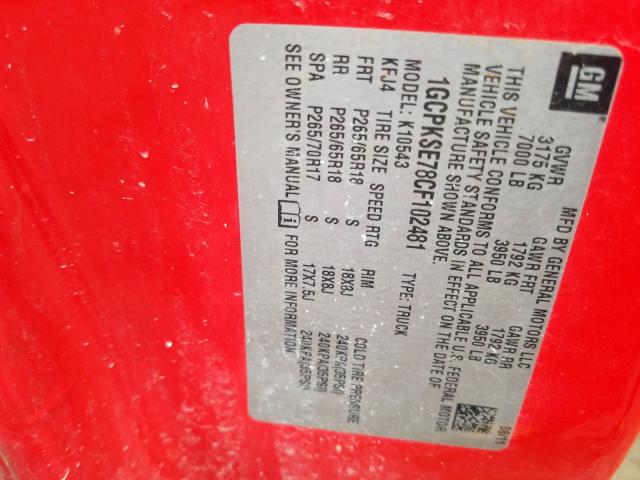 GM
MFD BY GENERAL MOTORS LLC 08/11
GVWR GAWR FRT GAWR RR
3175 KG 1792 KG 1792 KG
7000 LB 3950 LB 3950 LB
THIS VEHICLE CONFORMS TO ALL APPLICABLE U.S. FEDERAL MOTOR
VEHICLE SAFETY STANDARDS IN EFFECT ON THE DATE OF
MANUFACTURE SHOWN ABOVE.
1GCPKSE78CF102481
MODEL: K10543 TYPE: TRUCK
KFJ4 TIRE SIZE SPEED RTG RIM COLD TIRE PRESSURE
FRT P265/65R18 S 18X8J 240KPA(35PSI)
RR P265/65R18 S 18X8J 240KPA(35PSI)
SPA P265/70R17 S 17X7.5J 240KPA(35PSI)
SEE OWNER'S MANUAL FOR MORE INFORMATION